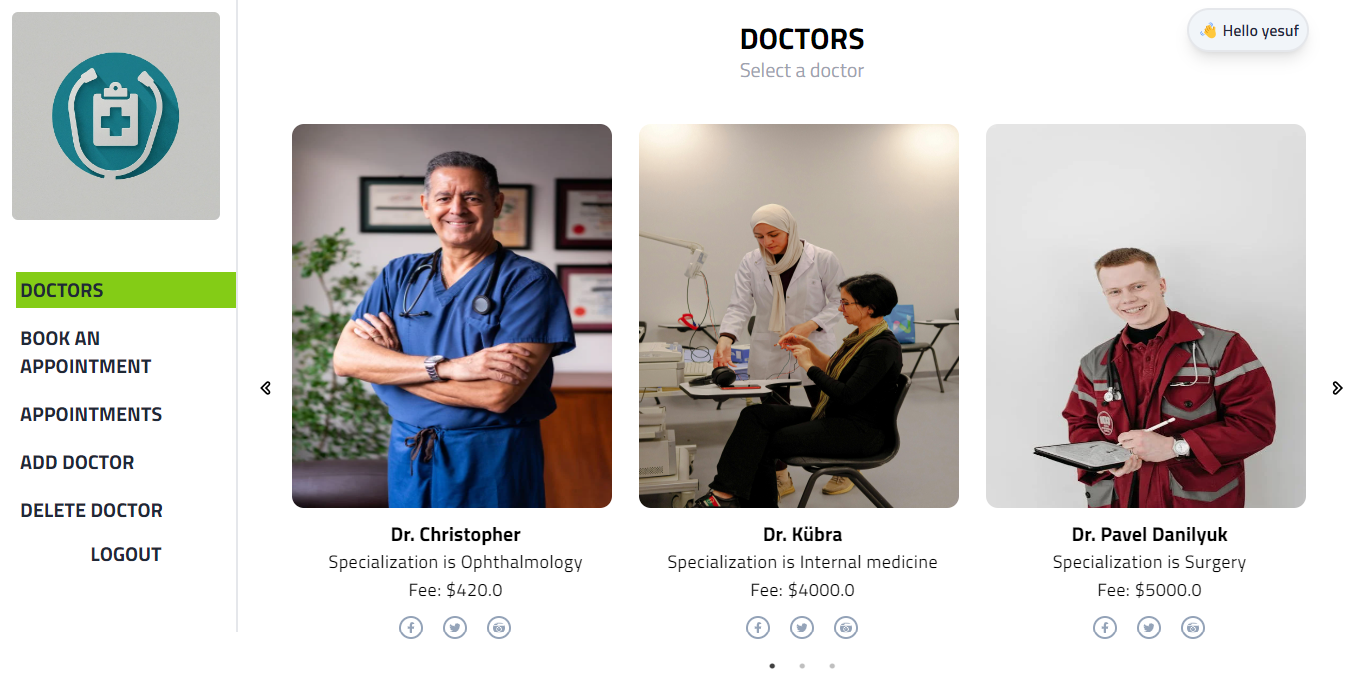 DOCTORS
Select a doctor
👋 Hello yesuf
DOCTORS
BOOK AN
APPOINTMENT
APPOINTMENTS
ADD DOCTOR
DELETE DOCTOR
LOGOUT
Dr. Christopher
Specialization is Ophthalmology
Fee: $420.0
Dr. Kübra
Specialization is Internal medicine
Fee: $4000.0
Dr. Pavel Danilyuk
Specialization is Surgery
Fee: $5000.0